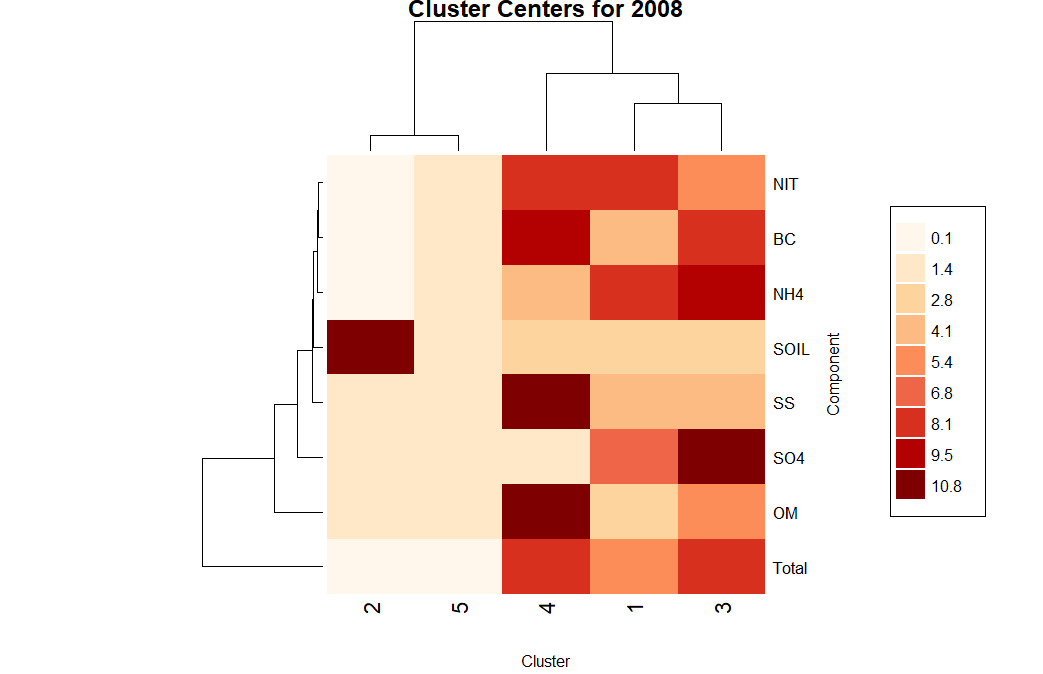 Cluster Centers for 2008
NIT
BC
NH4
SOIL
SS
SO4
OM
Total
Component
2
5
4
1
3
Cluster
0.1
1.4
2.8
4.1
5.4
6.8
8.1
9.5
10.8